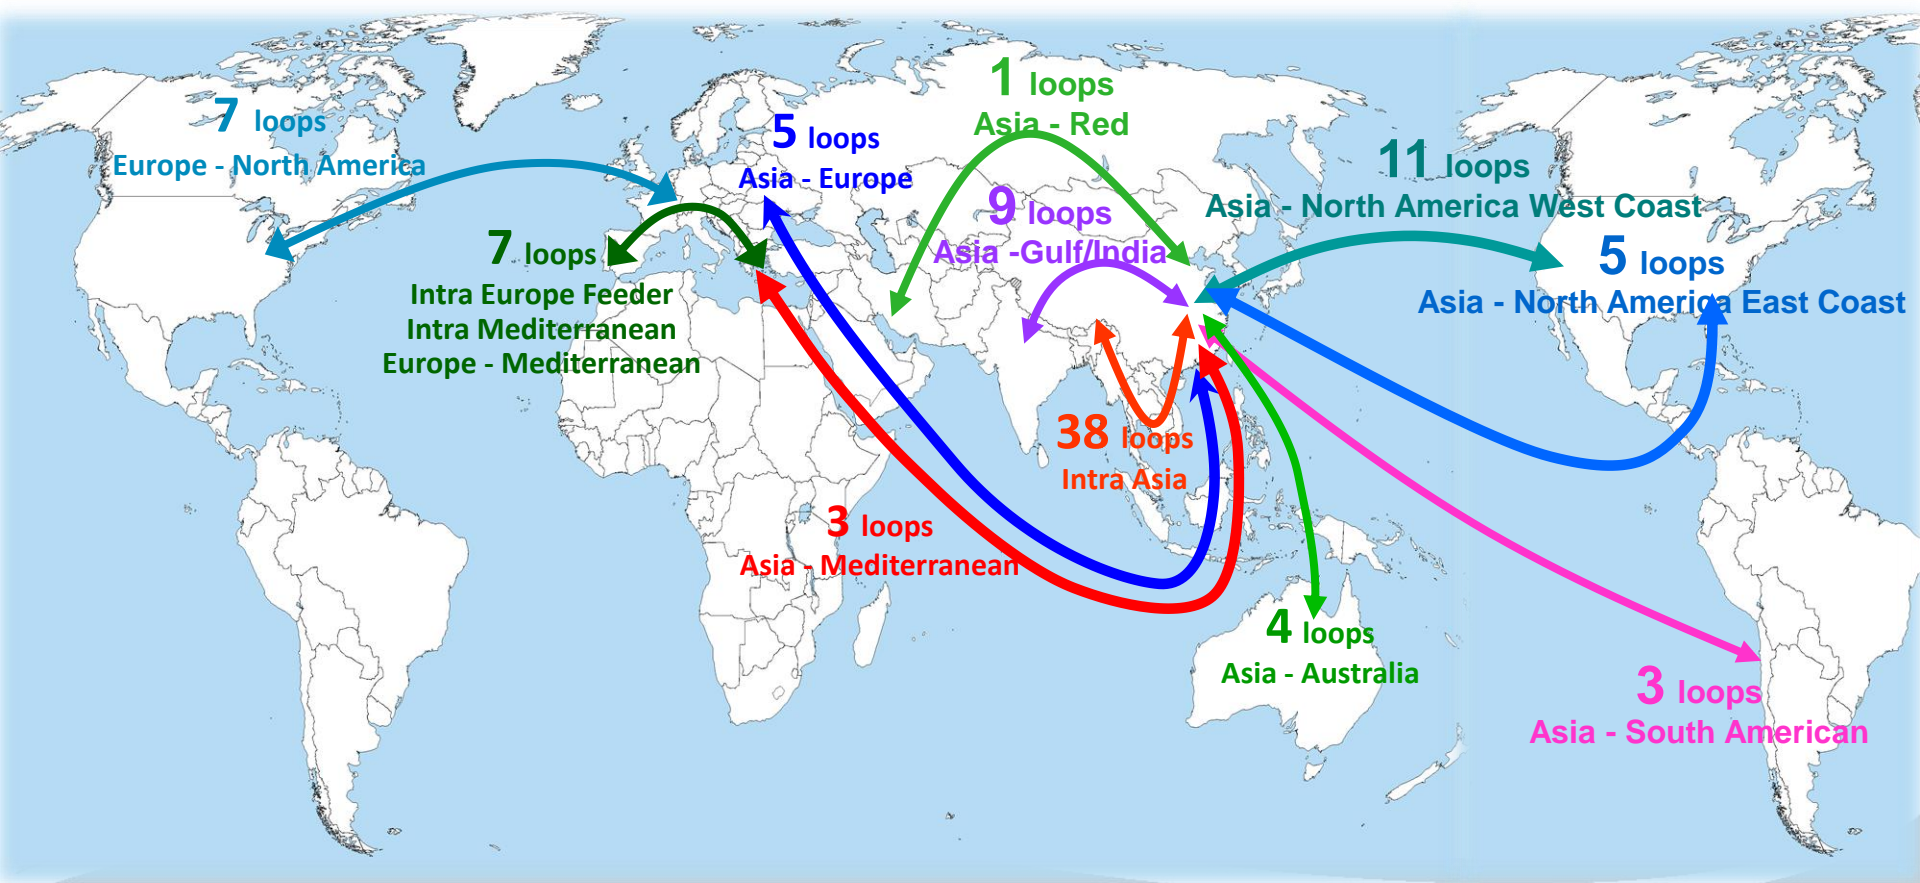 7 loops
Europe - North America
7 loops
Intra Europe Feeder
Intra Mediterranean
Europe - Mediterranean
5 loops
Asia - Europe
1 loops
Asia - Red
9 loops
Asia -Gulf/India
11 loops
Asia - North America West Coast
5 loops
Asia - North America East Coast
38 loops
Intra Asia
3 loops
Asia - Mediterranean
4 loops
Asia - Australia
3 loops
Asia - South American